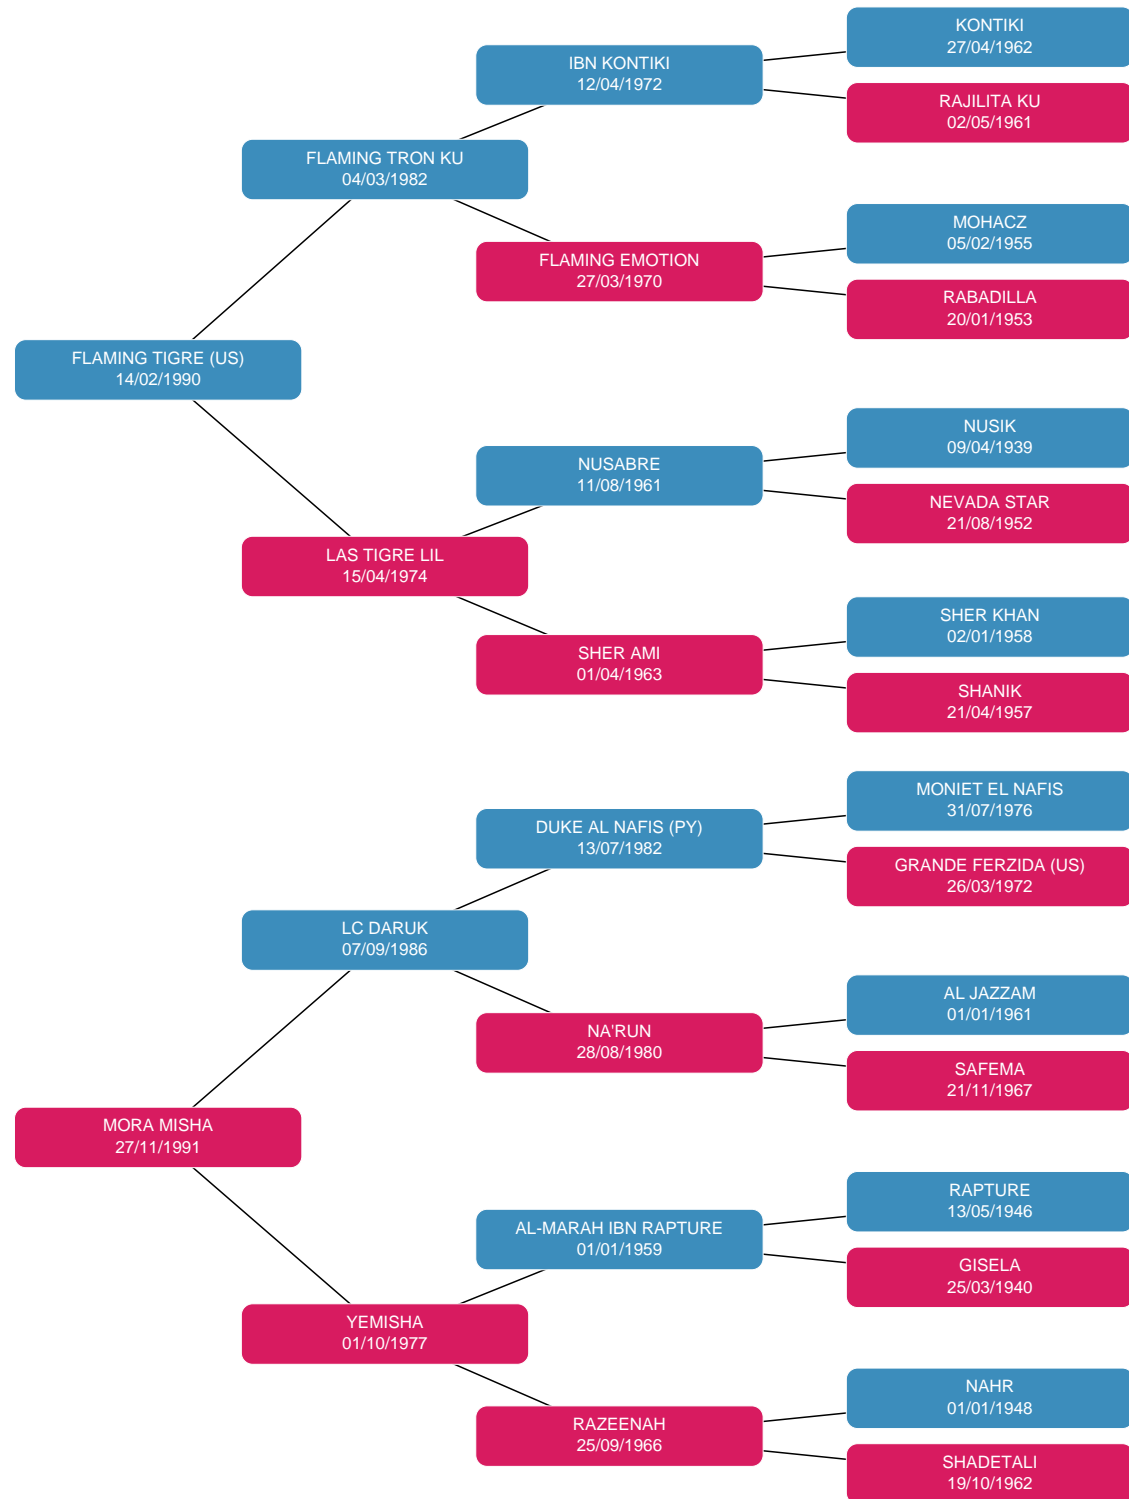 KONTIKI
27/04/1962
IBN KONTIKI
12/04/1972
RAJILITA KU
02/05/1961
FLAMING TRON KU
04/03/1982
MOHACZ
05/02/1955
FLAMING EMOTION
27/03/1970
RABADILLA
20/01/1953
FLAMING TIGRE (US)
14/02/1990
NUSIK
09/04/1939
NUSABRE
11/08/1961
NEVADA STAR
21/08/1952
LAS TIGRE LIL
15/04/1974
SHER KHAN
02/01/1958
SHER AMI
01/04/1963
SHANIK
21/04/1957
MONIET EL NAFIS
31/07/1976
DUKE AL NAFIS (PY)
13/07/1982
GRANDE FERZIDA (US)
26/03/1972
LC DARUK
07/09/1986
AL JAZZAM
01/01/1961
NA'RUN
28/08/1980
SAFEMA
21/11/1967
MORA MISHA
27/11/1991
RAPTURE
13/05/1946
AL-MARAH IBN RAPTURE
01/01/1959
GISELA
25/03/1940
YEMISHA
01/10/1977
NAHR
01/01/1948
RAZEENAH
25/09/1966
SHADETALI
19/10/1962